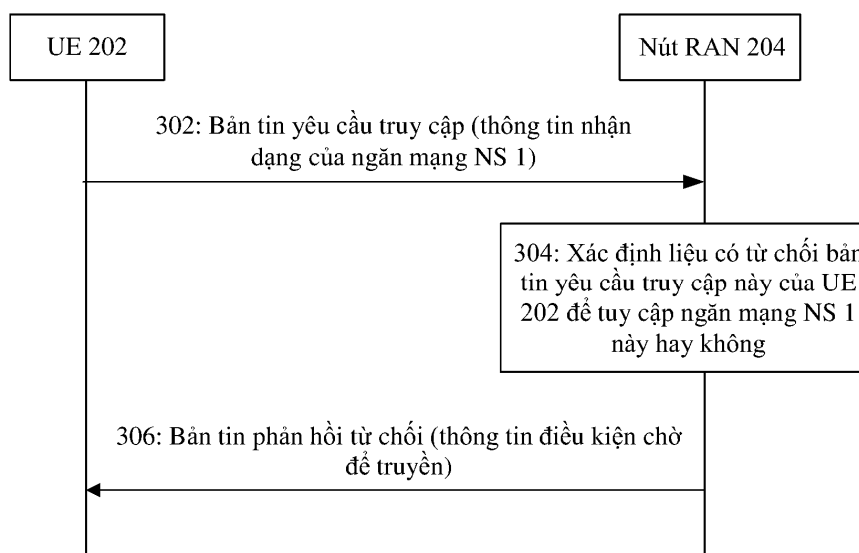 UE 202
Nút RAN 204
302: Bản tin yêu cầu truy cập (thông tin nhận
dạng của ngăn mạng NS 1)
304: Xác định liệu có từ chối bản
tin yêu cầu truy cập này của UE
202 để tuy cập ngăn mạng NS 1
này hay không
306: Bản tin phản hồi từ chối (thông tin điều kiện chờ
để truyền)